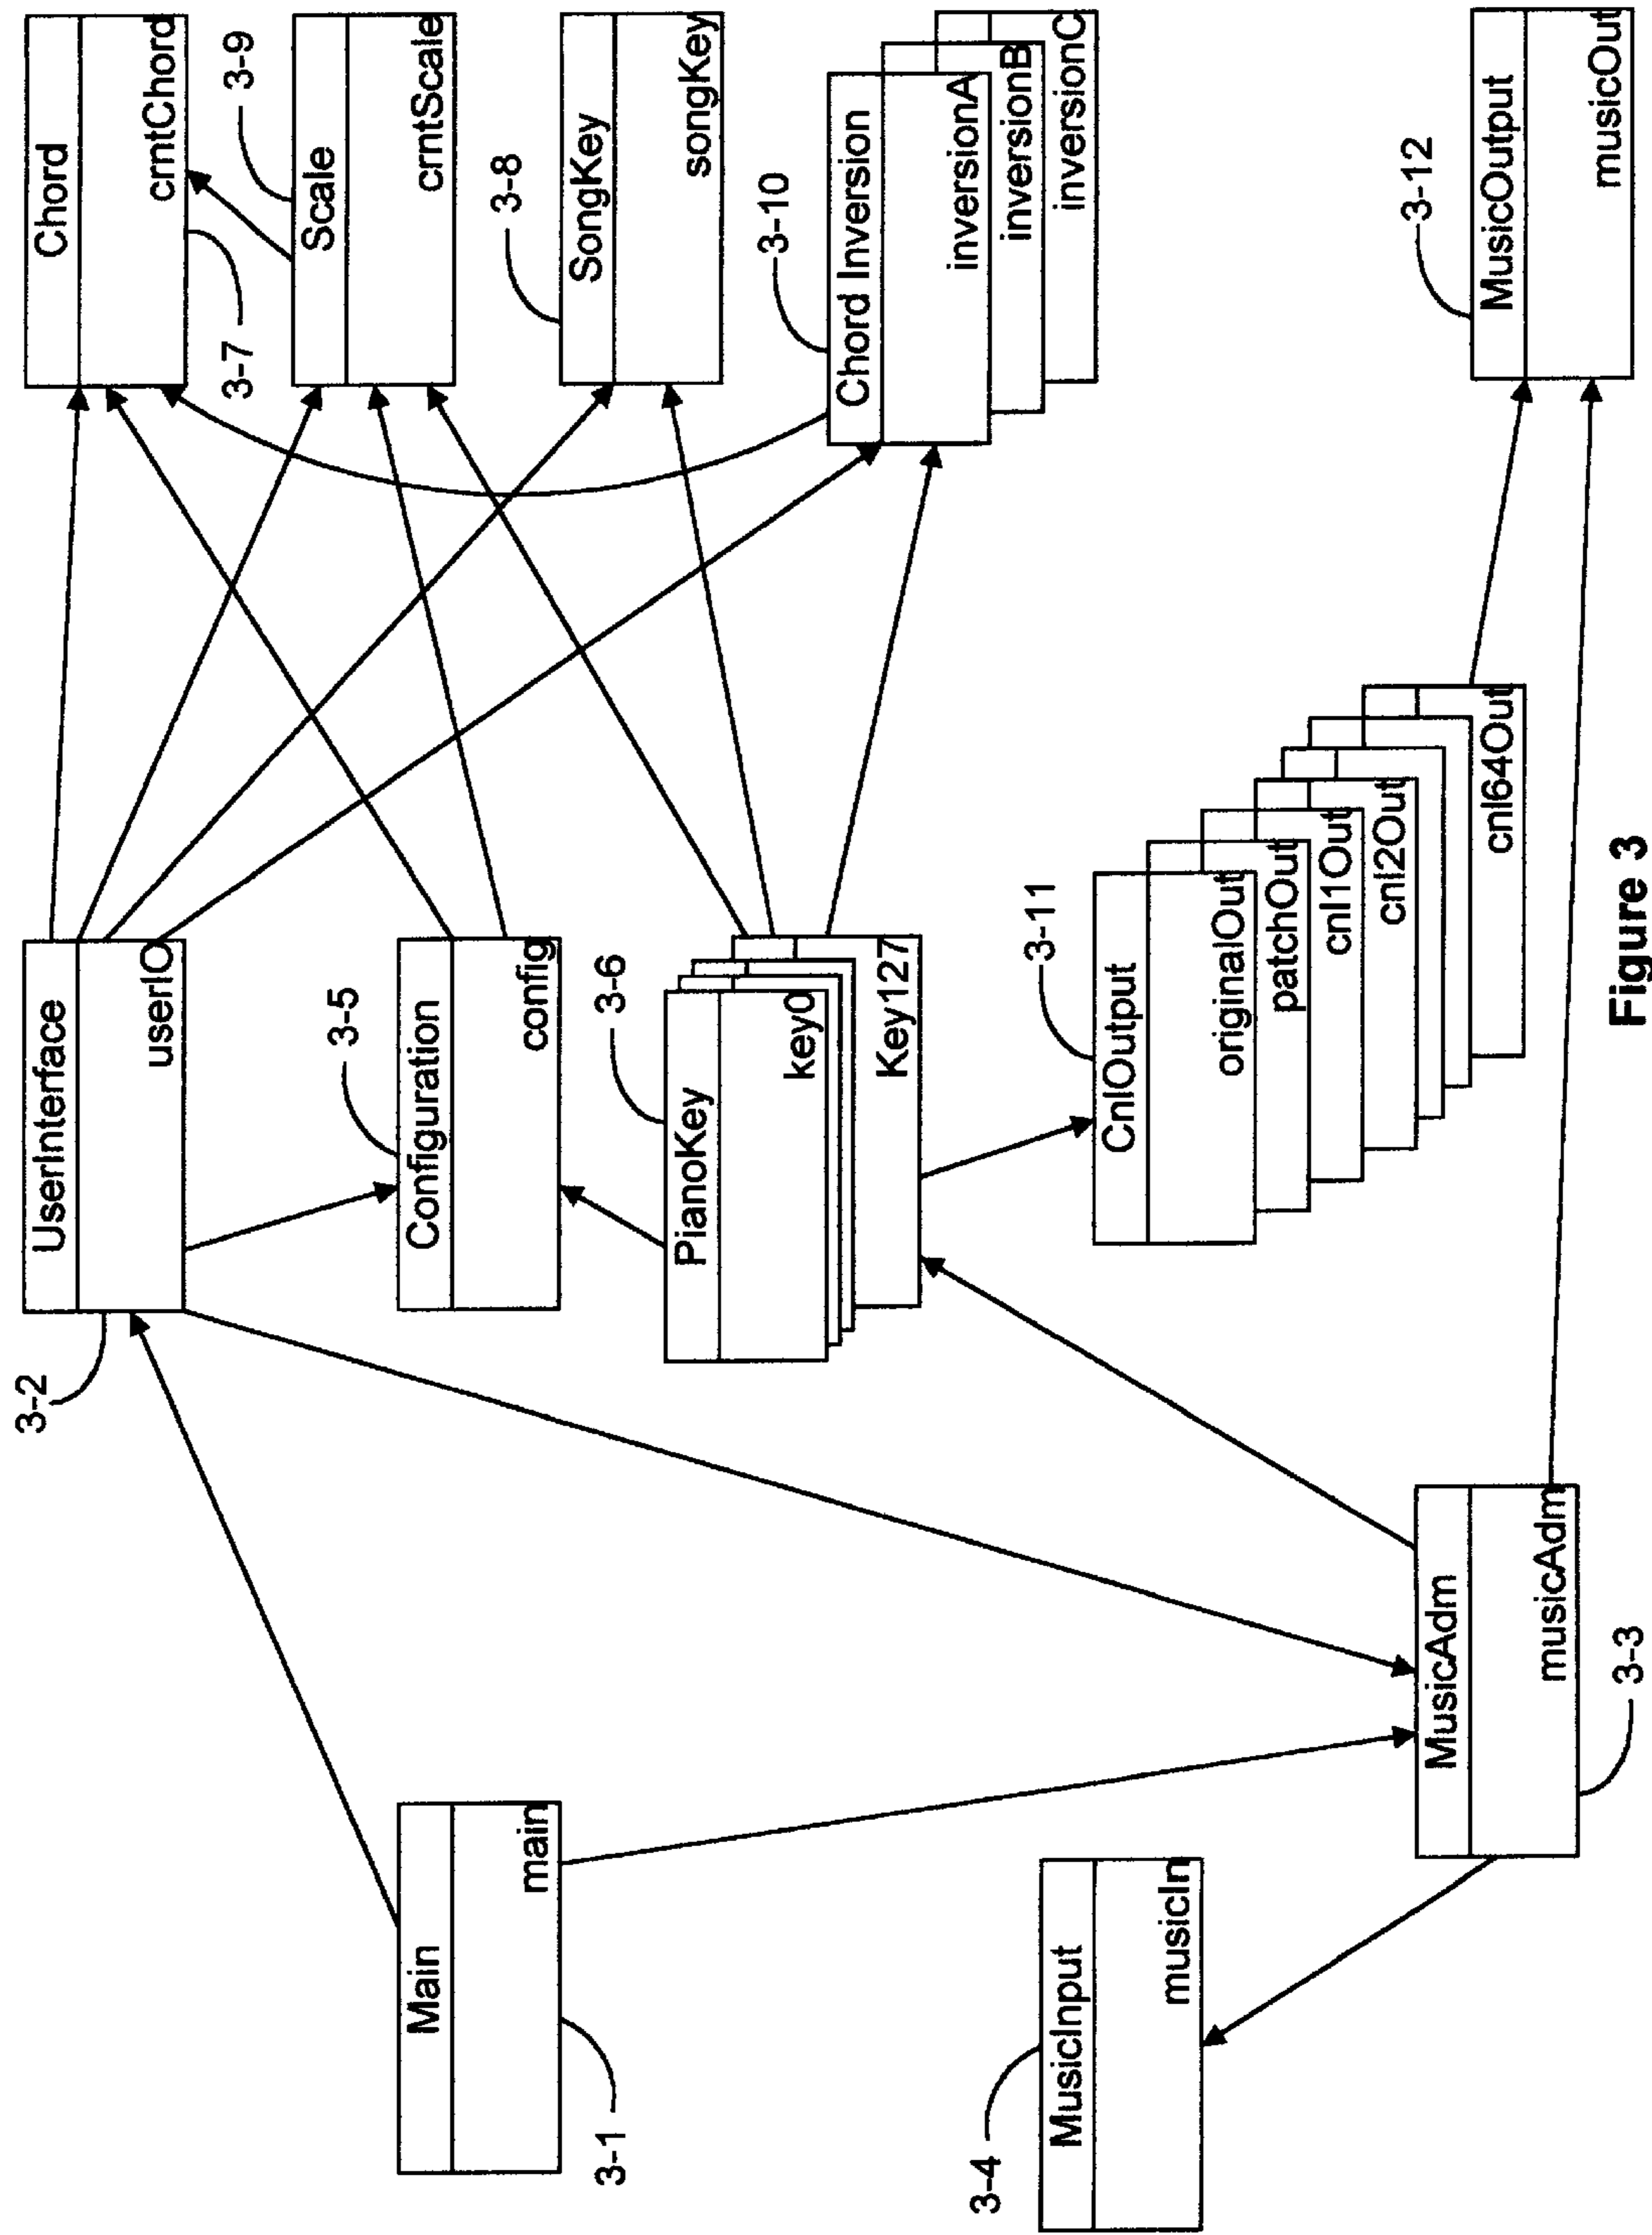 Main
main
3-1
MusicInput
musicIn
3-4
MusicAdm
musicAdm
3-3
UserInterface
userIO
3-2
Configuration
config
3-5
PianoKey
key0
Key127
3-6
CnlOutput
originalOut
patchOut
cnl1Out
cnl2Out
cnl64Out
3-11
Chord
crntChord
3-7
Scale
crntScale
3-9
SongKey
songKey
3-8
Chord Inversion
inversionA
inversionB
inversionC
3-10
MusicOutput
musicOut
3-12
Figure 3